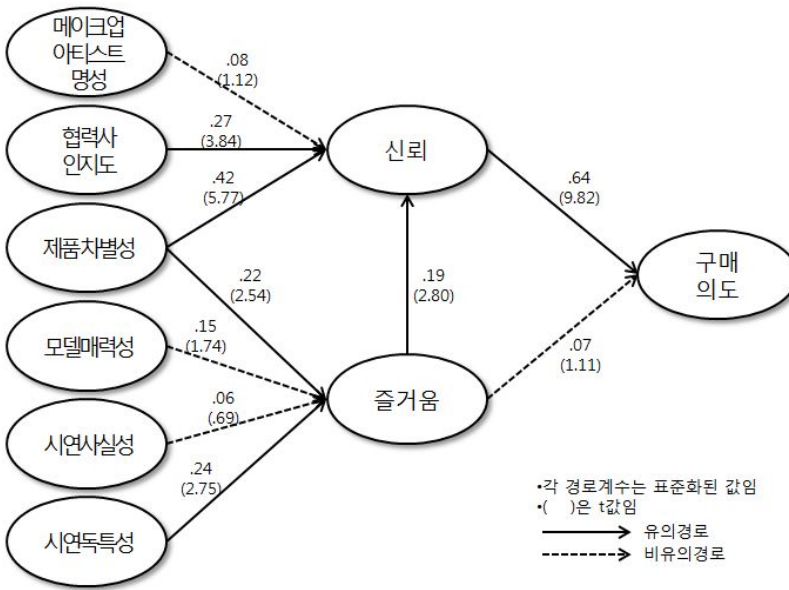 메이크업
아티스트
명성
.08
(1.12)
협력사
인지도
.27
(3.84)
신뢰
.42
(5.77)
.64
(9.82)
제품차별성
.22
(2.54)
.19
(2.80)
구매
의도
모델매력성
.15
(1.74)
.07
(1.11)
.06
(.69)
즐거움
시연사실성
.24
(2.75)
시연독특성
•각 경로계수는 표준화된 값임
•( )은 t값임
유의경로
비유의경로